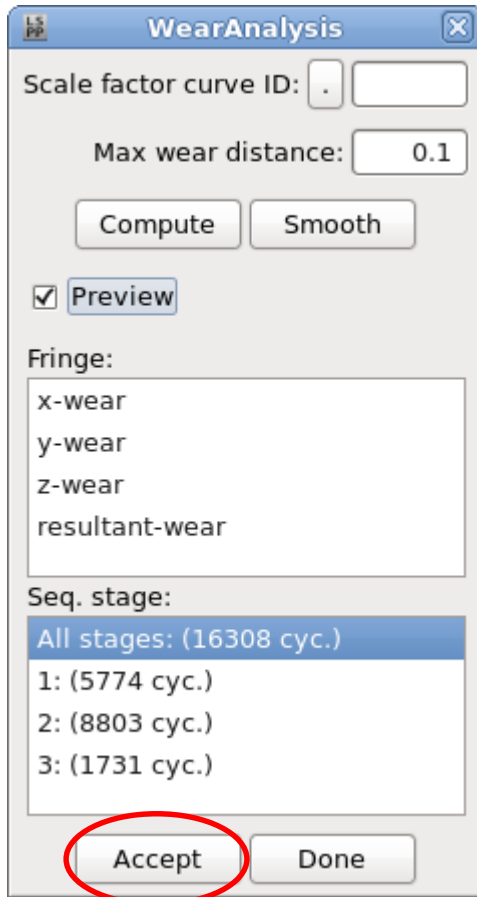 LS
PP
WearAnalysis
Scale factor curve ID: .
Max wear distance: 0.1
Compute Smooth
Preview
Fringe:
x-wear
y-wear
z-wear
resultant-wear
Seq. stage:
All stages: (16308 cyc.)
1: (5774 cyc.)
2: (8803 cyc.)
3: (1731 cyc.)
Accept Done